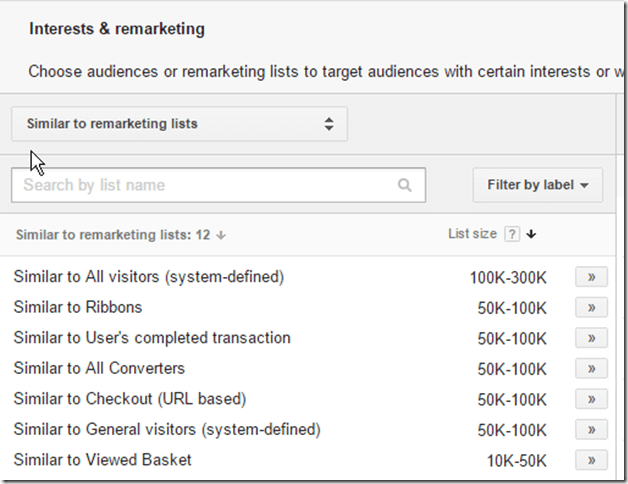 Interests & remarketing
Choose audiences or remarketing lists to target audiences with certain interests or
Similar to remarketing lists
Search by list name
Filter by label
Similar to remarketing lists: 12
List size ?
Similar to All visitors (system-defined) 100K-300K »
Similar to Ribbons 50K-100K »
Similar to User's completed transaction 50K-100K »
Similar to All Converters 50K-100K »
Similar to Checkout (URL based) 50K-100K »
Similar to General visitors (system-defined) 50K-100K »
Similar to Viewed Basket 10K-50K »